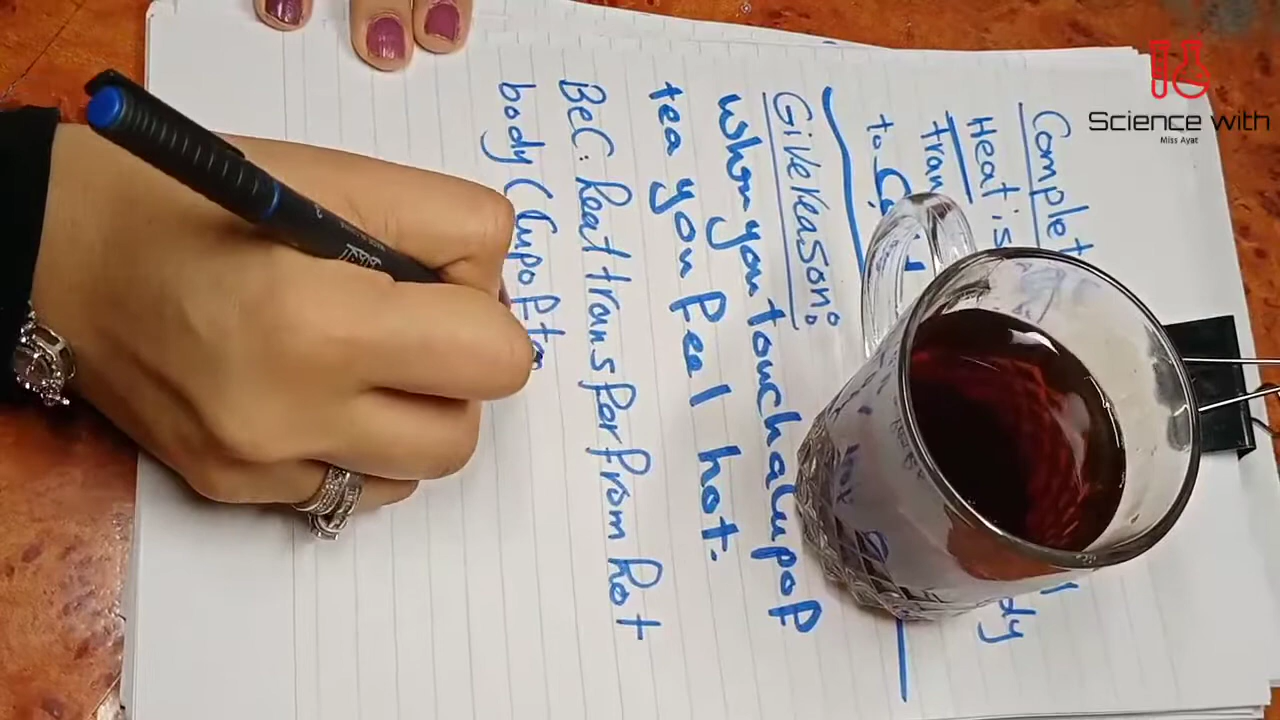 Science with
Miss Ayat
Complet
Heat is
tran
to
Give reason:
when you touch a cup of
tea you feel hot.
BeC: heat transfer from hot
body (Cup of tea